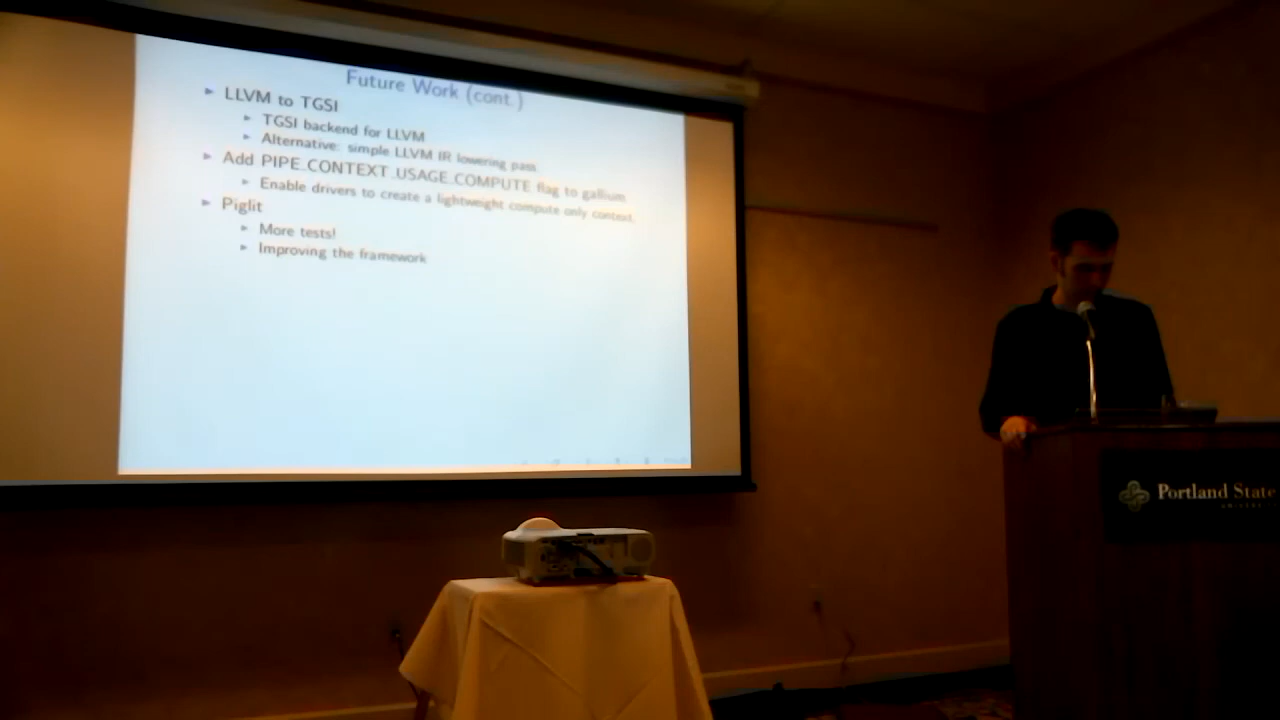 Future Work (cont.)
LLVM to TGSI
TGSI backend for LLVM
Alternative: simple LLVM IR lowering pass.
Add PIPE_CONTEXT_USAGE_COMPUTE flag to gallium
Enable drivers to create a lightweight compute only context.
Piglit
More tests!
Improving the framework
Portland State